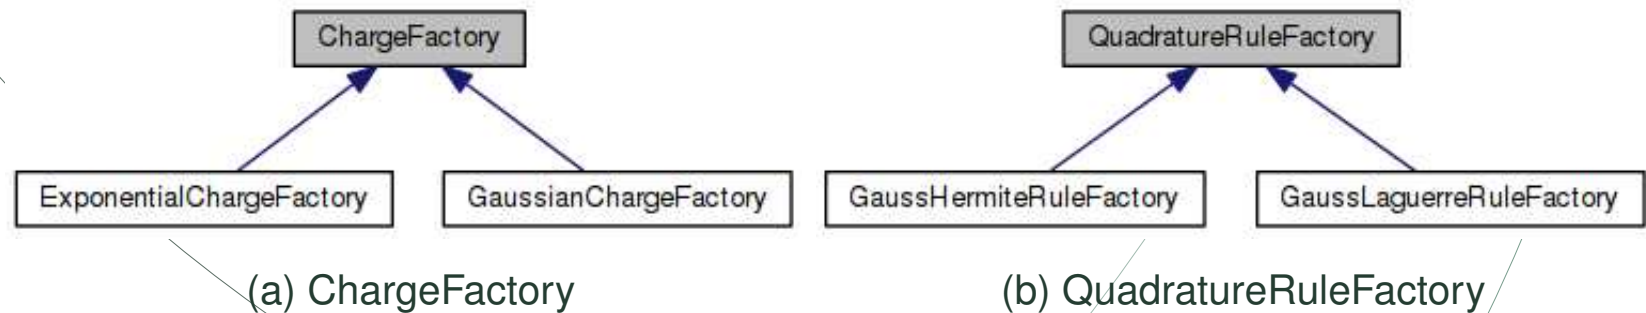 ChargeFactory
QuadratureRuleFactory
ExponentialChargeFactory
GaussianChargeFactory
GaussHermiteRuleFactory
GaussLaguerreRuleFactory
(a) ChargeFactory
(b) QuadratureRuleFactory